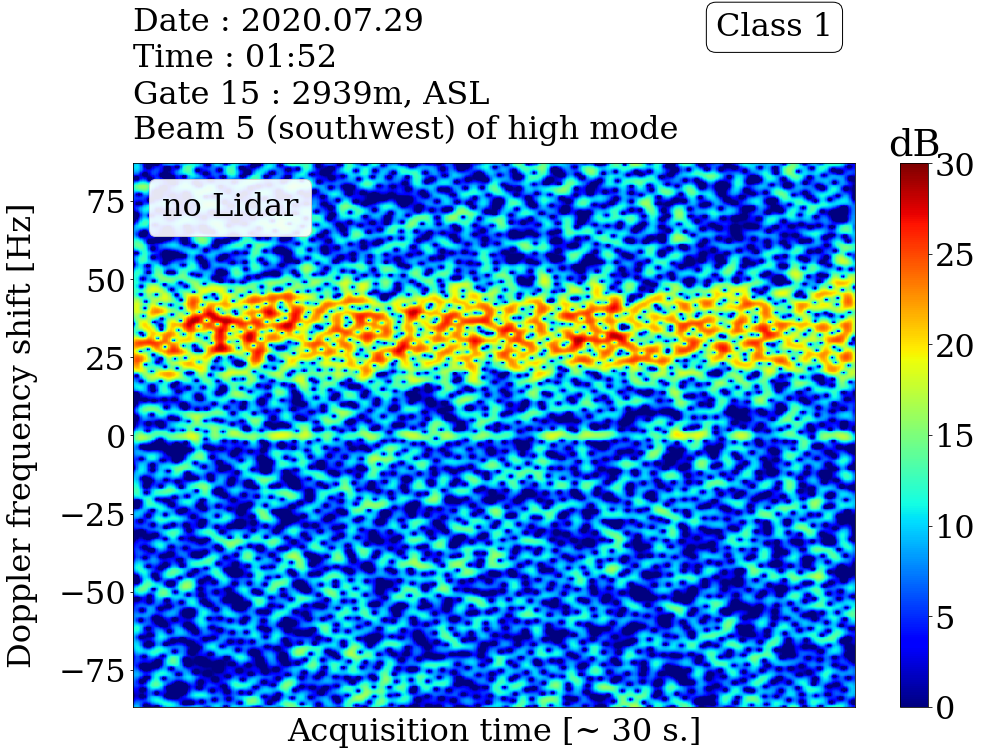 Date : 2020.07.29
Time : 01:52
Gate 15 : 2939m, ASL
Beam 5 (southwest) of high mode
Class 1
dB
no Lidar
Doppler frequency shift [Hz]
75
50
25
0
−25
−50
−75
30
25
20
15
10
5
0
Acquisition time [~ 30 s.]